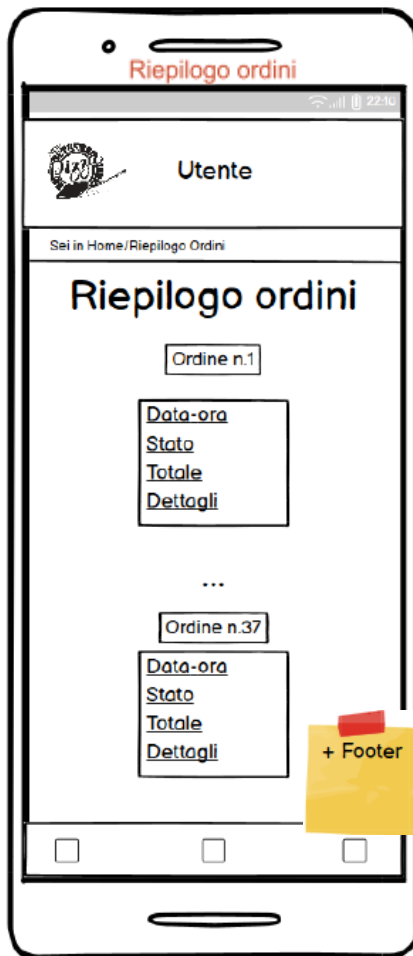 Riepilogo ordini
22:10
Utente
Sei in Home/Riepilogo Ordini
Riepilogo ordini
Ordine n.1
Data-ora
Stato
Totale
Dettagli
...
Ordine n.37
Data-ora
Stato
Totale
Dettagli
+ Footer